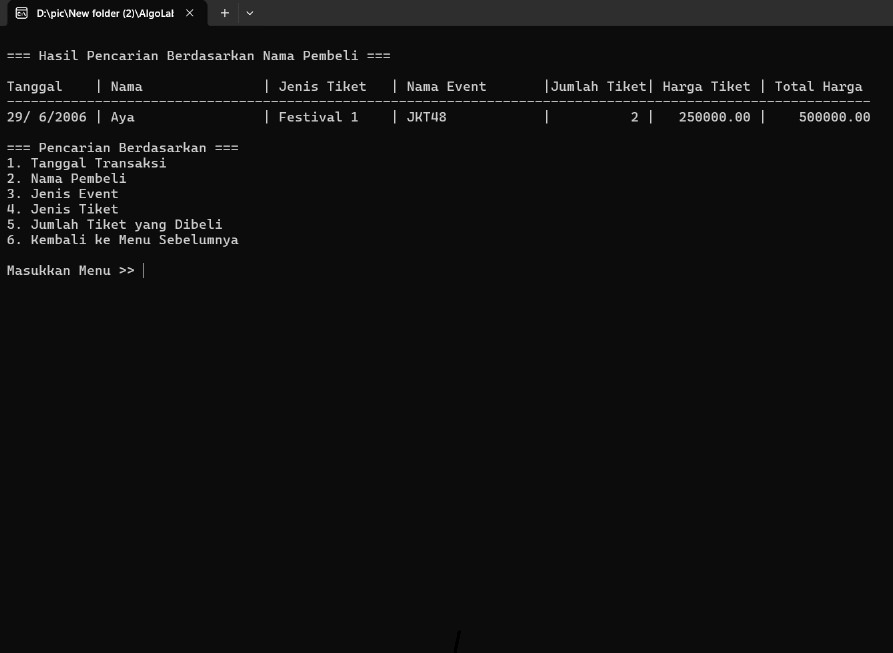 D:\pic\New folder (2)\AlgoLal
=== Hasil Pencarian Berdasarkan Nama Pembeli ===
Tanggal | Nama | Jenis Tiket | Nama Event |Jumlah Tiket| Harga Tiket | Total Harga
------------------------------------------------------------------------------------------------------------
29/ 6/2006 | Aya | Festival 1 | JKT48 | 2 | 250000.00 | 500000.00
=== Pencarian Berdasarkan ===
1. Tanggal Transaksi
2. Nama Pembeli
3. Jenis Event
4. Jenis Tiket
5. Jumlah Tiket yang Dibeli
6. Kembali ke Menu Sebelumnya
Masukkan Menu >>